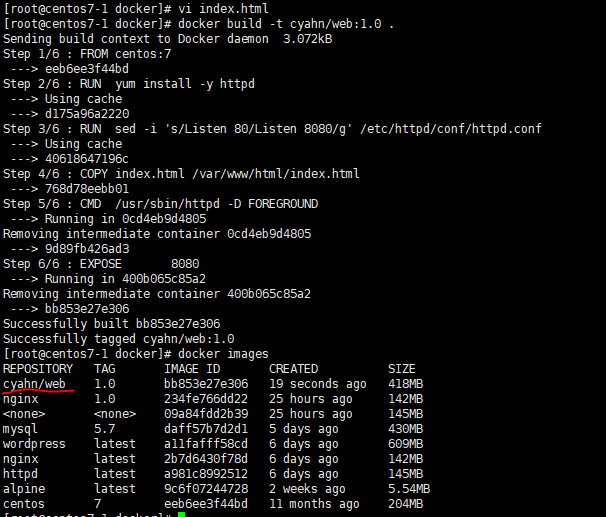 [root@centos7-1 docker]# vi index.html
[root@centos7-1 docker]# docker build -t cyahn/web:1.0 .
Sending build context to Docker daemon  3.072kB
Step 1/6 : FROM centos:7
 ---> eeb6ee3f44bd
Step 2/6 : RUN  yum install -y httpd
 ---> Using cache
 ---> d175a96a2220
Step 3/6 : RUN  sed -i 's/Listen 80/Listen 8080/g' /etc/httpd/conf/httpd.conf
 ---> Using cache
 ---> 40618647196c
Step 4/6 : COPY index.html /var/www/html/index.html
 ---> 768d78eebb01
Step 5/6 : CMD  /usr/sbin/httpd -D FOREGROUND
 ---> Running in 0cd4eb9d4805
Removing intermediate container 0cd4eb9d4805
 ---> 9d89fb426ad3
Step 6/6 : EXPOSE       8080
 ---> Running in 400b065c85a2
Removing intermediate container 400b065c85a2
 ---> bb853e27e306
Successfully built bb853e27e306
Successfully tagged cyahn/web:1.0
[root@centos7-1 docker]# docker images
REPOSITORY   TAG       IMAGE ID       CREATED          SIZE
cyahn/web    1.0       bb853e27e306   19 seconds ago   418MB
nginx        1.0       234fe766dd22   25 hours ago     142MB
<none>       <none>    09a84fdd2b39   25 hours ago     145MB
mysql        5.7       daff57b7d2d1   5 days ago       430MB
wordpress    latest    a11fafff58cd   6 days ago       609MB
nginx        latest    2b7d6430f78d   6 days ago       142MB
httpd        latest    a981c8992512   6 days ago       145MB
alpine       latest    9c6f07244728   2 weeks ago      5.54MB
centos       7         eeb6ee3f44bd   11 months ago    204MB
[root@centos7-1 docker]#